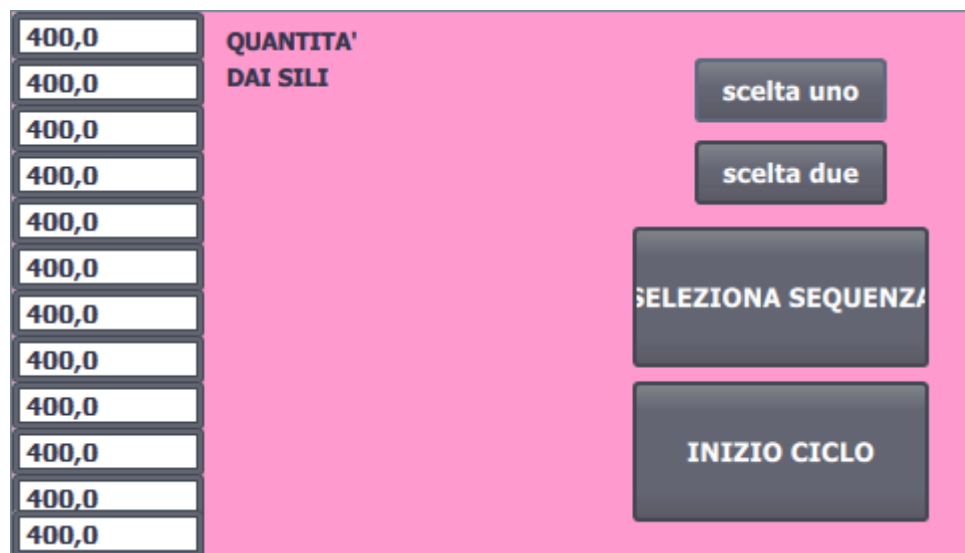 400,0
400,0
400,0
400,0
400,0
400,0
400,0
400,0
400,0
400,0
400,0
400,0
QUANTITA'
DAI SILI
scelta uno
scelta due
SELEZIONA SEQUENZA
INIZIO CICLO